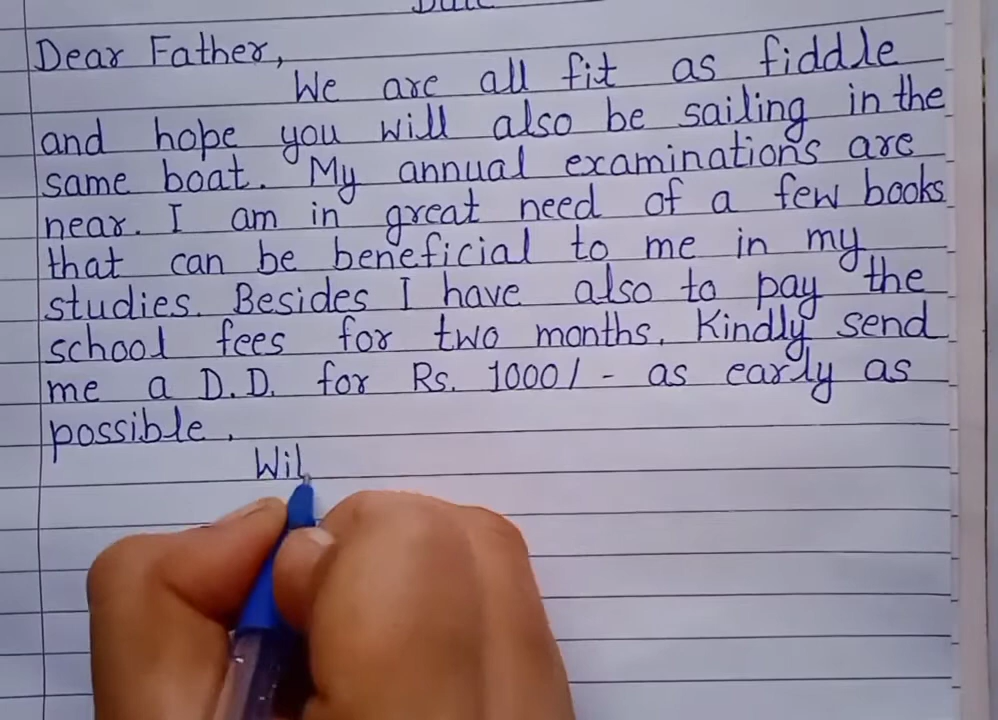 Date
Dear Father,
We are all fit as fiddle
and hope you will also be sailing in the
same boat. My annual examinations are
near. I am in great need of a few books
that can be beneficial to me in my
studies. Besides I have also to pay the
school fees for two months. Kindly send
me a D.D. for Rs. 1000/- as early as
possible.
Wil